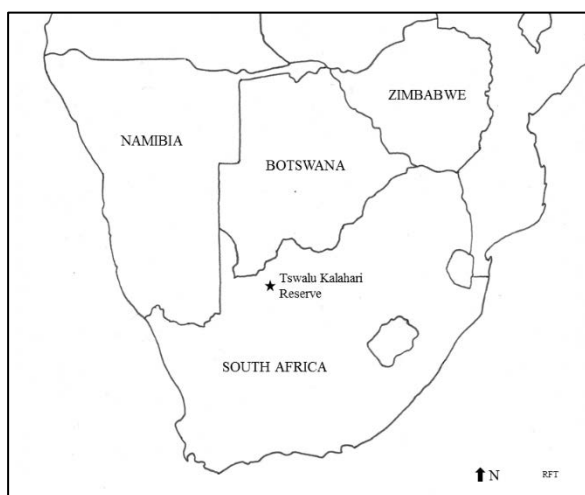 ZIMBABWE
NAMIBIA
BOTSWANA
Tswalu Kalahari
Reserve
SOUTH AFRICA
N
RFT